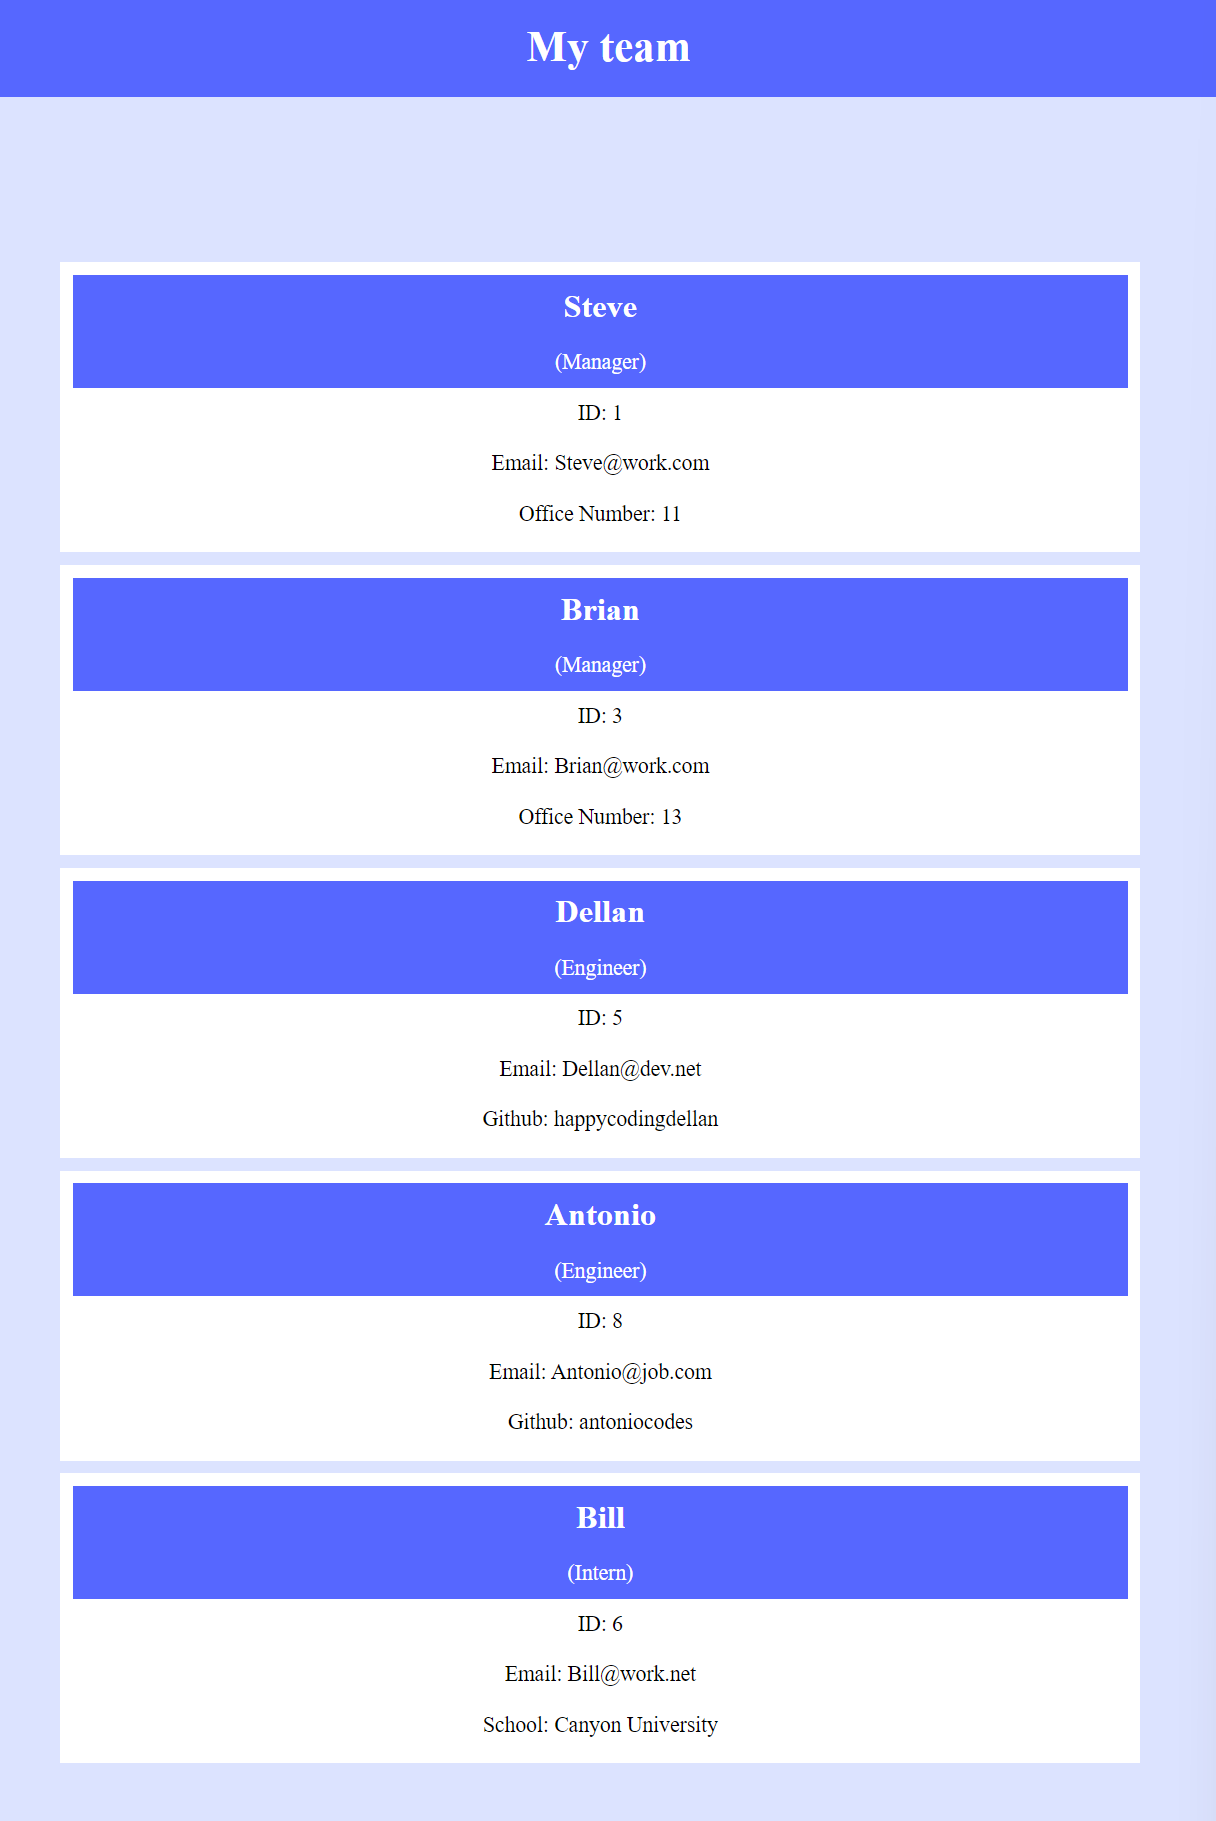 My team
Steve
(Manager)
ID: 1
Email: Steve@work.com
Office Number: 11
Brian
(Manager)
ID: 3
Email: Brian@work.com
Office Number: 13
Dellan
(Engineer)
ID: 5
Email: Dellan@dev.net
Github: happycodingdellan
Antonio
(Engineer)
ID: 8
Email: Antonio@job.com
Github: antoniocodes
Bill
(Intern)
ID: 6
Email: Bill@work.net
School: Canyon University